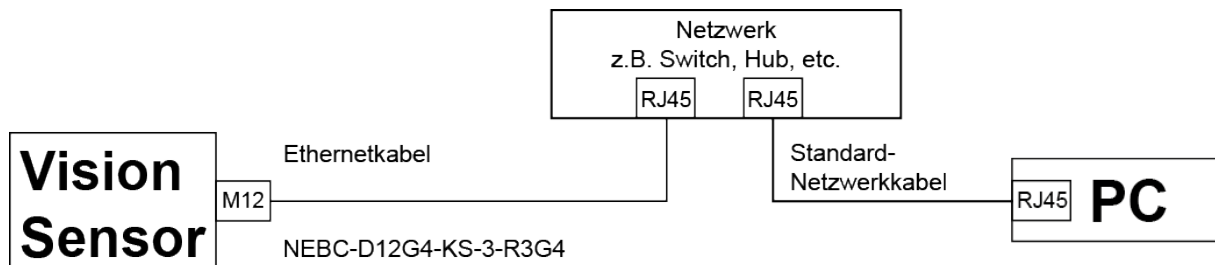 Netzwerk
z.B. Switch, Hub, etc.
RJ45
RJ45
Vision
Sensor
M12
Ethernetkabel
NEBC-D12G4-KS-3-R3G4
Standard-
Netzwerkkabel
RJ45
PC